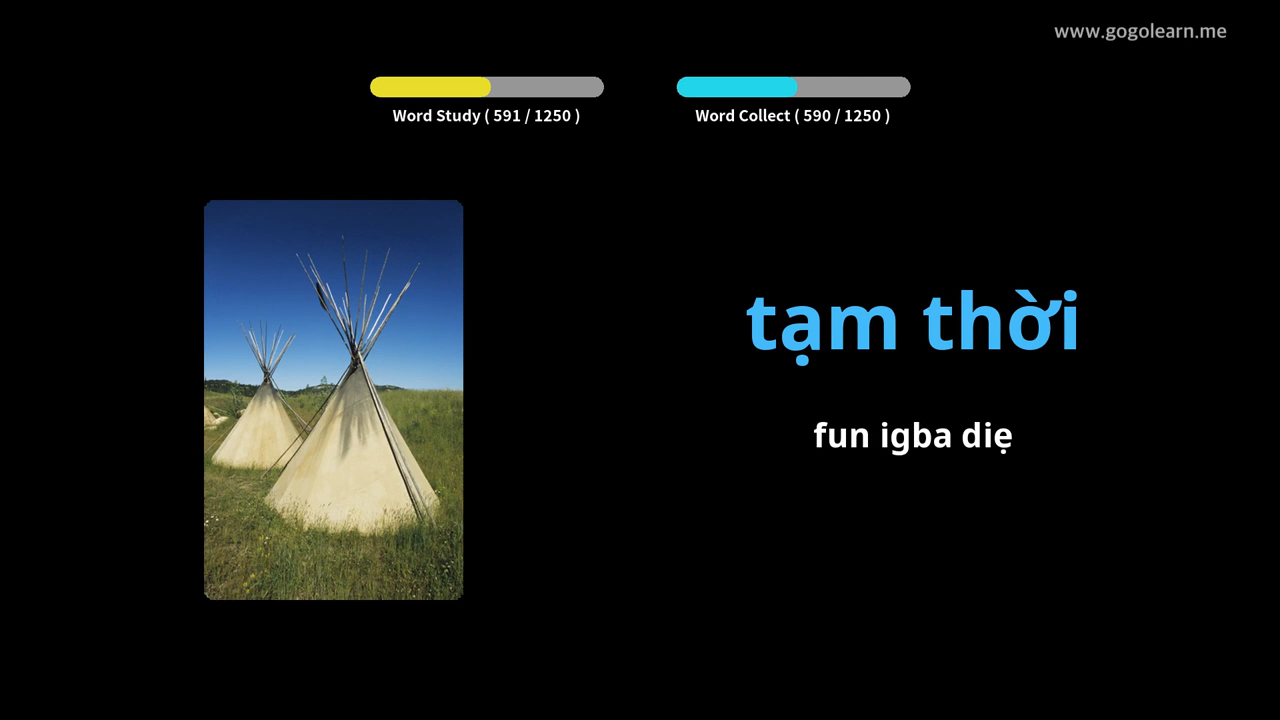 www.gogolearn.me
Word Study ( 591 / 1250 )
Word Collect ( 590 / 1250 )
tạm thời
fun igba diẹ